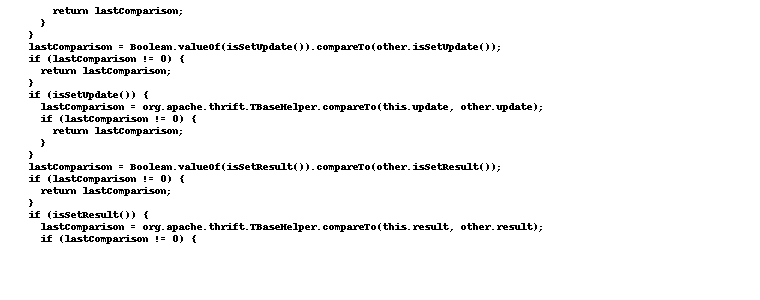 return lastComparison;
}
}
lastComparison = Boolean.valueOf(isSetUpdate()).compareTo(other.isSetUpdate());
if (lastComparison != 0) {
return lastComparison;
}
if (isSetUpdate()) {
lastComparison = org.apache.thrift.TBaseHelper.compareTo(this.update, other.update);
if (lastComparison != 0) {
return lastComparison;
}
}
lastComparison = Boolean.valueOf(isSetResult()).compareTo(other.isSetResult());
if (lastComparison != 0) {
return lastComparison;
}
if (isSetResult()) {
lastComparison = org.apache.thrift.TBaseHelper.compareTo(this.result, other.result);
if (lastComparison != 0) {